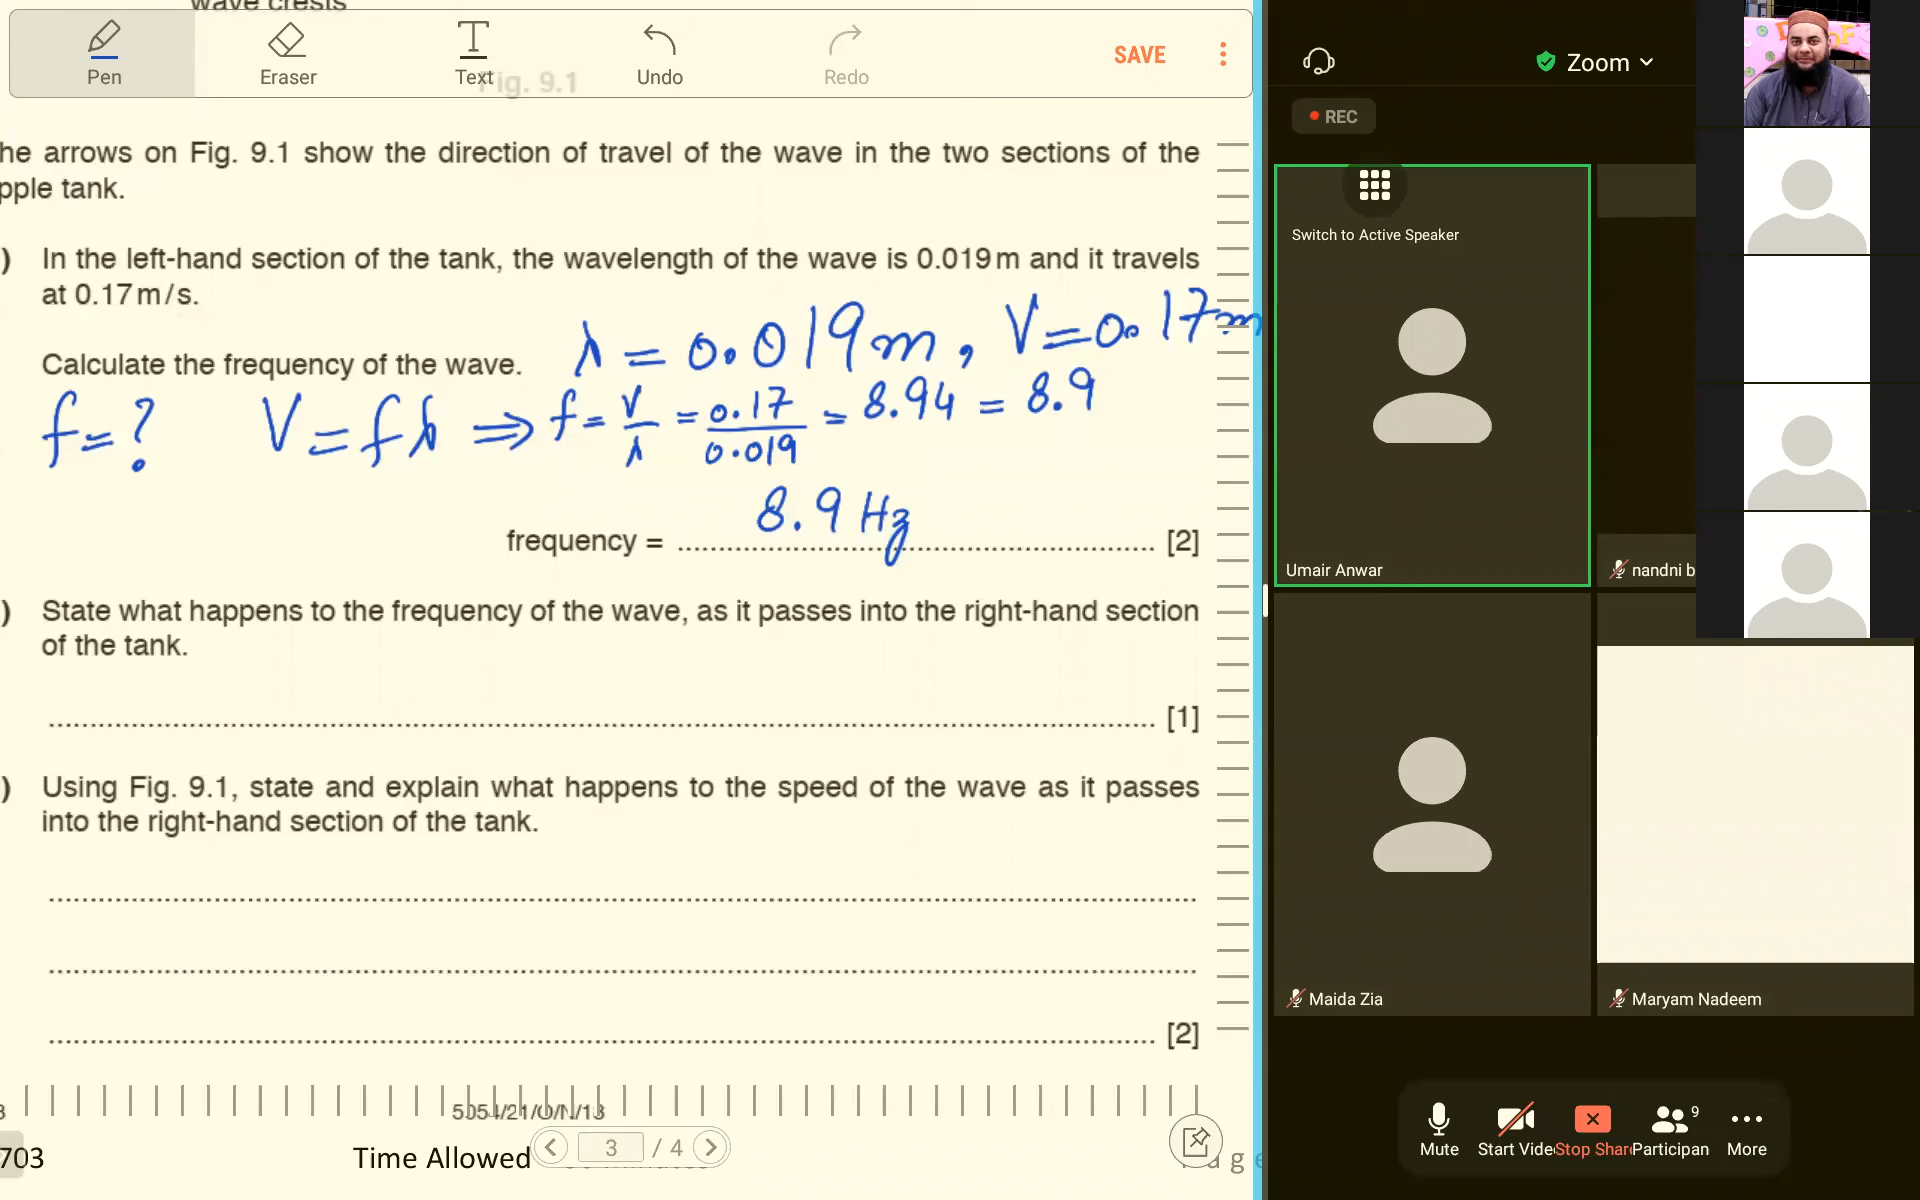 wave crests
Pen
Eraser
Text
Undo
Redo
SAVE
Fig. 9.1
he arrows on Fig. 9.1 show the direction of travel of the wave in the two sections of the
pple tank.
) In the left-hand section of the tank, the wavelength of the wave is 0.019 m and it travels
at 0.17 m/s.
λ = 0.019 m, V = 0.17 m
Calculate the frequency of the wave.
f = ? V = fλ ⇒ f = V/λ = 0.17/0.019 = 8.94 = 8.9
8.9 Hz
frequency = .......... [2]
) State what happens to the frequency of the wave, as it passes into the right-hand section
of the tank.
[1]
) Using Fig. 9.1, state and explain what happens to the speed of the wave as it passes
into the right-hand section of the tank.
[2]
5054/21/O/N/13
703
Time Allowed
3 / 4
Zoom
REC
Switch to Active Speaker
Umair Anwar
nandni b
Maida Zia
Maryam Nadeem
9
Mute
Start Vide
Stop Shar
Participan
More